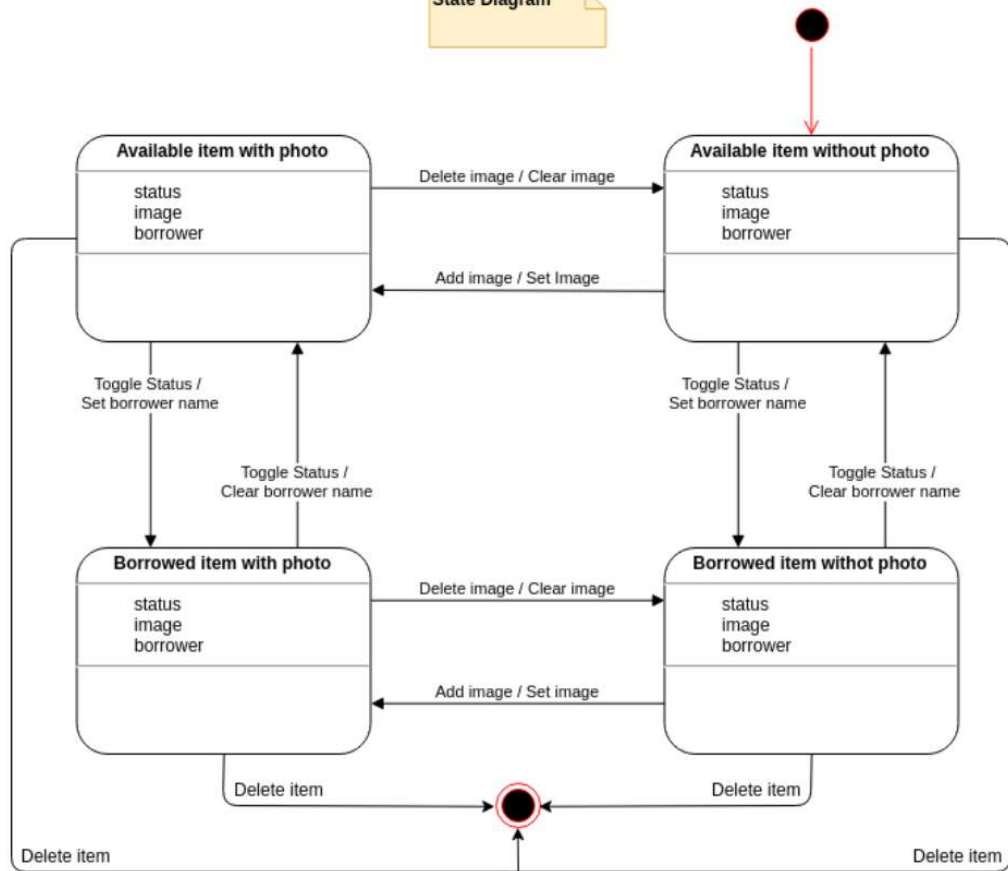 State Diagram
Available item with photo
status
image
borrower
Available item without photo
status
image
borrower
Delete image / Clear image
Add image / Set Image
Toggle Status /
Set borrower name
Toggle Status /
Clear borrower name
Toggle Status /
Set borrower name
Toggle Status /
Clear borrower name
Borrowed item with photo
status
image
borrower
Borrowed item withot photo
status
image
borrower
Delete image / Clear image
Add image / Set image
Delete item
Delete item
Delete item
Delete item